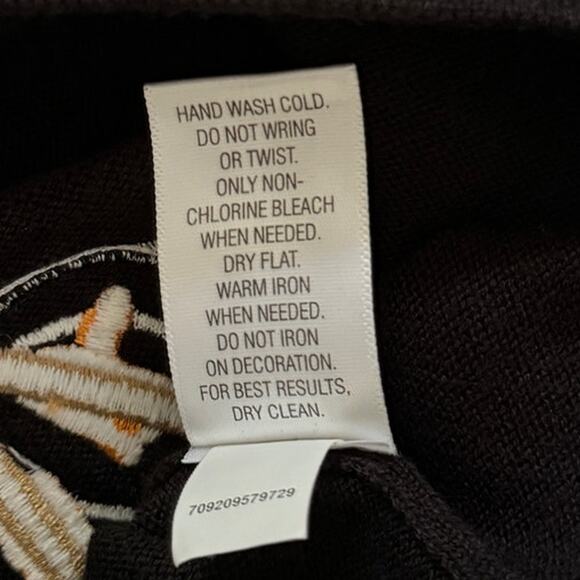 HAND WASH COLD.
DO NOT WRING
OR TWIST.
ONLY NON-
CHLORINE BLEACH
WHEN NEEDED.
DRY FLAT.
WARM IRON
WHEN NEEDED.
DO NOT IRON
ON DECORATION.
FOR BEST RESULTS,
DRY CLEAN.
709209579729